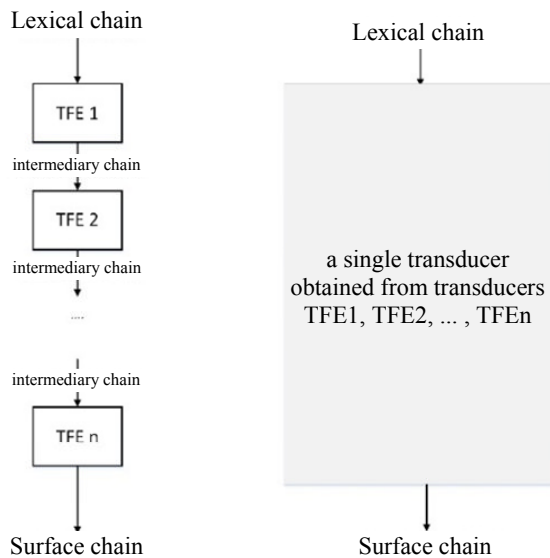 Lexical chain
TFE 1
intermediary chain
TFE 2
intermediary chain
....
intermediary chain
TFE n
Surface chain
Lexical chain
a single transducer
obtained from transducers
TFE1, TFE2, ... , TFEn
Surface chain